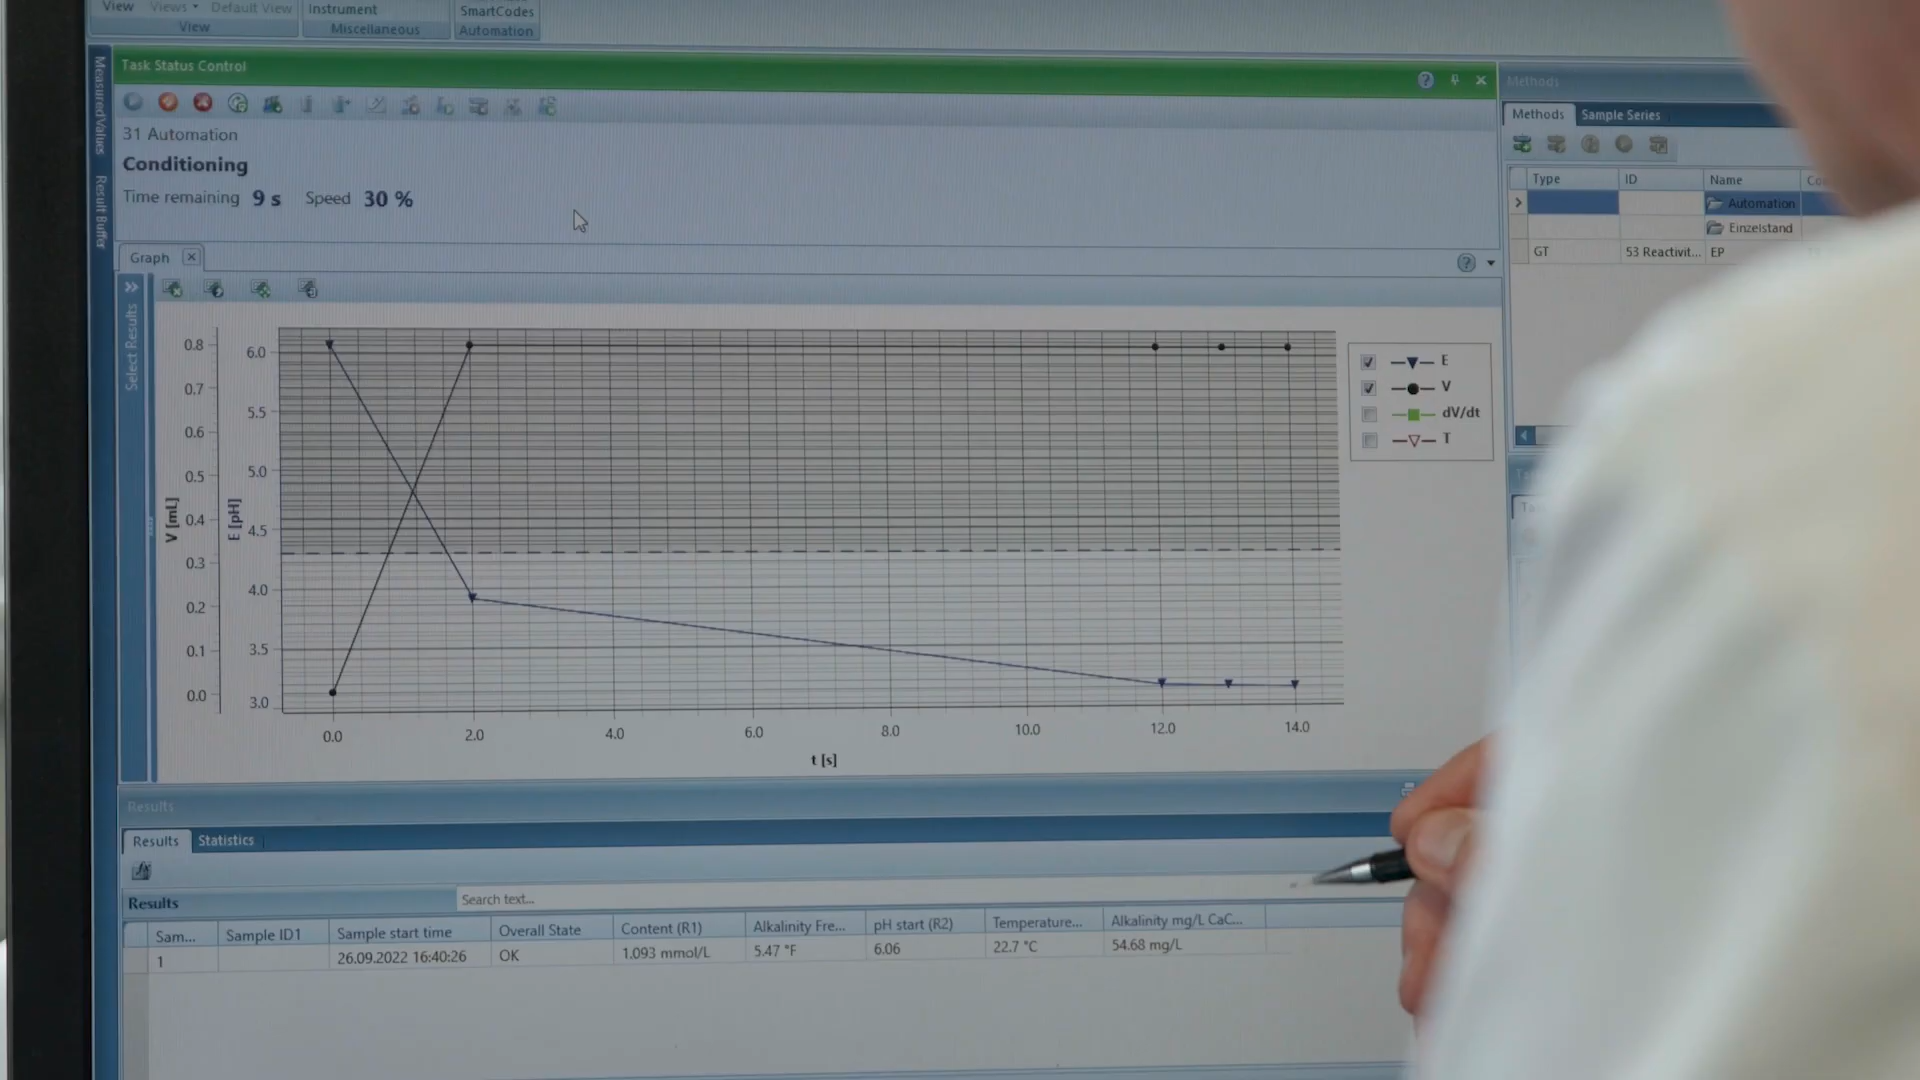 View Views Default View Instrument SmartCodes
View Miscellaneous Automation
Measured Values
Result Buffer
Task Status Control
31 Automation
Conditioning
Time remaining 9 s Speed 30 %
Graph
Select Results
V [mL]
0.8
0.7
0.6
0.5
0.4
0.3
0.2
0.1
0.0
E [pH]
6.0
5.5
5.0
4.5
4.0
3.5
3.0
0.0 2.0 4.0 6.0 8.0 10.0 12.0 14.0
t [s]
E
V
dV/dt
T
Methods
Methods Sample Series
Type ID Name
Automation
Einzelstand
GT 53 Reactivit... EP
Results
Results Statistics
Results Search text...
Sam... Sample ID1 Sample start time Overall State Content (R1) Alkalinity Fre... pH start (R2) Temperature... Alkalinity mg/L CaC...
1 26.09.2022 16:40:26 OK 1.093 mmol/L 5.47 °F 6.06 22.7 °C 54.68 mg/L